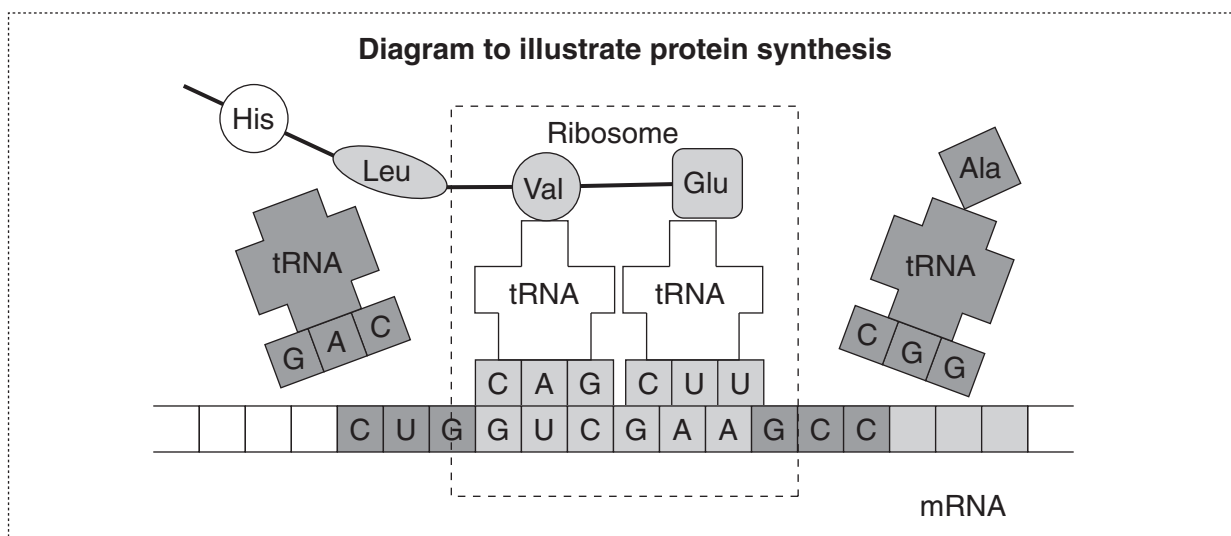 Diagram to illustrate protein synthesis
His
Leu
Ribosome
Val
Glu
Ala
tRNA
tRNA
tRNA
tRNA
G A C
C A G
C U U
C G G
C U G G U C G A A G C C
mRNA